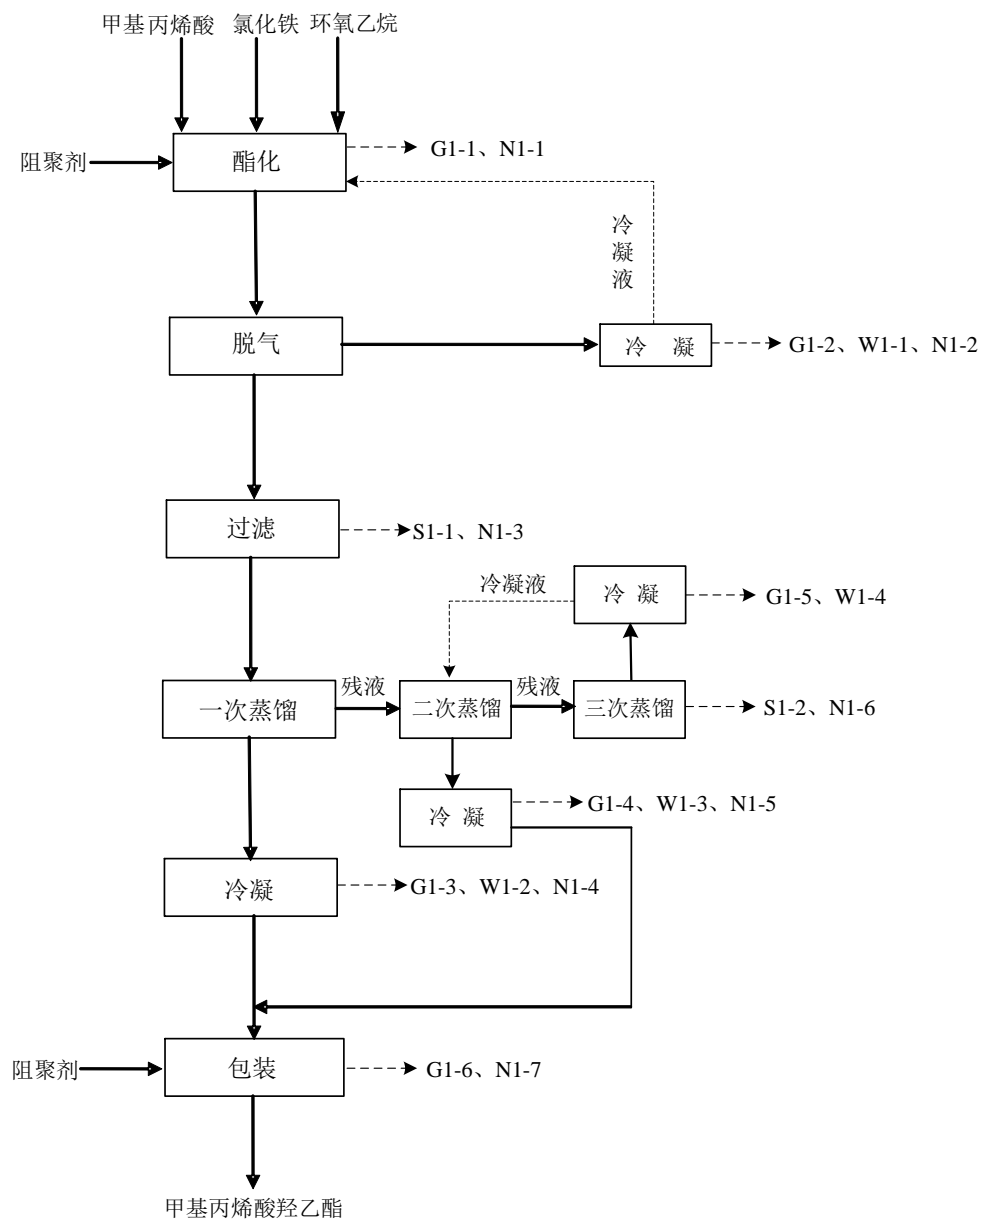 甲基丙烯酸 氯化铁 环氧乙烷
阻聚剂
酯化
G1-1、N1-1
冷凝液
脱气
冷 凝
G1-2、W1-1、N1-2
过滤
S1-1、N1-3
冷凝液
冷 凝
G1-5、W1-4
一次蒸馏
残液
二次蒸馏
残液
三次蒸馏
S1-2、N1-6
冷 凝
G1-4、W1-3、N1-5
冷凝
G1-3、W1-2、N1-4
阻聚剂
包装
G1-6、N1-7
甲基丙烯酸羟乙酯